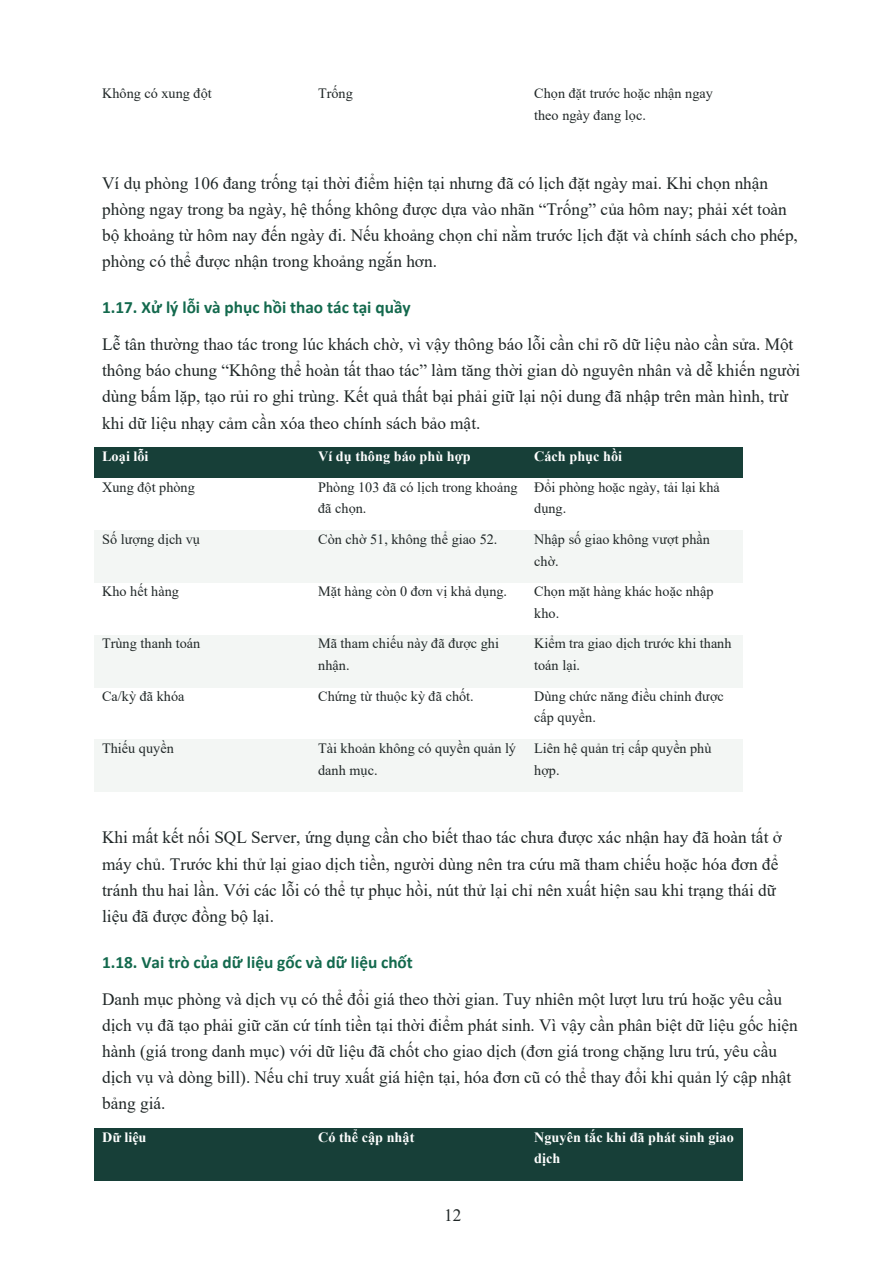 Không có xung đột Trống Chọn đặt trước hoặc nhận ngay
theo ngày đang lọc.
Ví dụ phòng 106 đang trống tại thời điểm hiện tại nhưng đã có lịch đặt ngày mai. Khi chọn nhận
phòng ngay trong ba ngày, hệ thống không được dựa vào nhãn “Trống” của hôm nay; phải xét toàn
bộ khoảng từ hôm nay đến ngày đi. Nếu khoảng chọn chỉ nằm trước lịch đặt và chính sách cho phép,
phòng có thể được nhận trong khoảng ngắn hơn.
1.17. Xử lý lỗi và phục hồi thao tác tại quầy
Lễ tân thường thao tác trong lúc khách chờ, vì vậy thông báo lỗi cần chỉ rõ dữ liệu nào cần sửa. Một
thông báo chung “Không thể hoàn tất thao tác” làm tăng thời gian dò nguyên nhân và dễ khiến người
dùng bấm lặp, tạo rủi ro ghi trùng. Kết quả thất bại phải giữ lại nội dung đã nhập trên màn hình, trừ
khi dữ liệu nhạy cảm cần xóa theo chính sách bảo mật.
Loại lỗi Ví dụ thông báo phù hợp Cách phục hồi
Xung đột phòng Phòng 103 đã có lịch trong khoảng Đổi phòng hoặc ngày, tải lại khả
đã chọn. dụng.
Số lượng dịch vụ Còn chờ 51, không thể giao 52. Nhập số giao không vượt phần
chờ.
Kho hết hàng Mặt hàng còn 0 đơn vị khả dụng. Chọn mặt hàng khác hoặc nhập
kho.
Trùng thanh toán Mã tham chiếu này đã được ghi Kiểm tra giao dịch trước khi thanh
nhận. toán lại.
Ca/kỳ đã khóa Chứng từ thuộc kỳ đã chốt. Dùng chức năng điều chỉnh được
cấp quyền.
Thiếu quyền Tài khoản không có quyền quản lý Liên hệ quản trị cấp quyền phù
danh mục. hợp.
Khi mất kết nối SQL Server, ứng dụng cần cho biết thao tác chưa được xác nhận hay đã hoàn tất ở
máy chủ. Trước khi thử lại giao dịch tiền, người dùng nên tra cứu mã tham chiếu hoặc hóa đơn để
tránh thu hai lần. Với các lỗi có thể tự phục hồi, nút thử lại chỉ nên xuất hiện sau khi trạng thái dữ
liệu đã được đồng bộ lại.
1.18. Vai trò của dữ liệu gốc và dữ liệu chốt
Danh mục phòng và dịch vụ có thể đổi giá theo thời gian. Tuy nhiên một lượt lưu trú hoặc yêu cầu
dịch vụ đã tạo phải giữ căn cứ tính tiền tại thời điểm phát sinh. Vì vậy cần phân biệt dữ liệu gốc hiện
hành (giá trong danh mục) với dữ liệu đã chốt cho giao dịch (đơn giá trong chặng lưu trú, yêu cầu
dịch vụ và dòng bill). Nếu chỉ truy xuất giá hiện tại, hóa đơn cũ có thể thay đổi khi quản lý cập nhật
bảng giá.
Dữ liệu Có thể cập nhật Nguyên tắc khi đã phát sinh giao
dịch
12